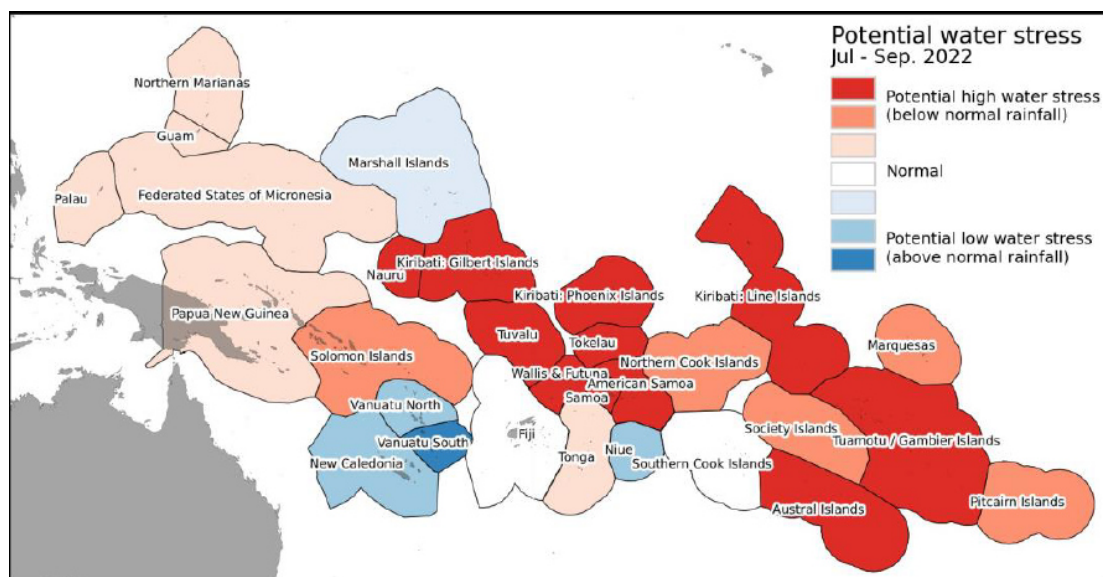 Potential water stress
Jul - Sep. 2022
Potential high water stress
(below normal rainfall)
Normal
Potential low water stress
(above normal rainfall)
Northern Marianas
Guam
Marshall Islands
Palau
Federated States of Micronesia
Nauru
Kiribati: Gilbert Islands
Kiribati: Phoenix Islands
Kiribati: Line Islands
Papua New Guinea
Tuvalu
Tokelau
Marquesas
Solomon Islands
Northern Cook Islands
Wallis & Futuna
American Samoa
Samoa
Vanuatu North
Society Islands
Fiji
Vanuatu South
Tuamotu / Gambier Islands
New Caledonia
Tonga
Niue
Southern Cook Islands
Pitcairn Islands
Austral Islands